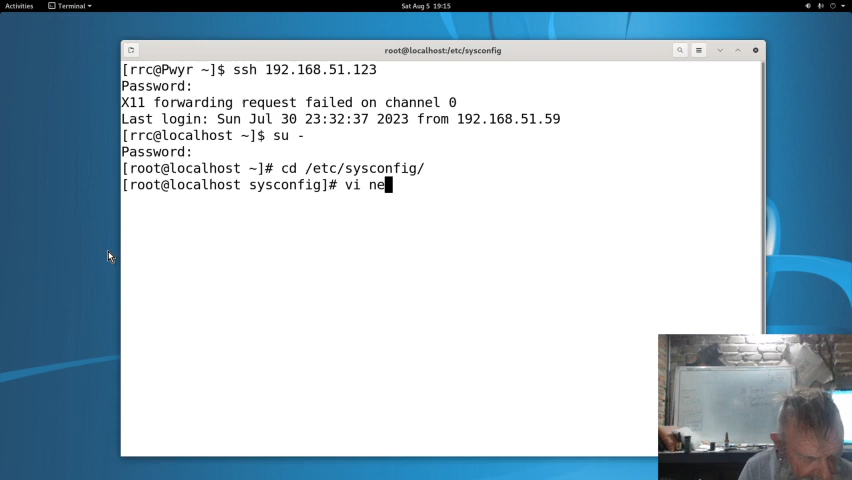 Activities
Terminal
Sat Aug 5 19:15
root@localhost:/etc/sysconfig
[rrc@Pwyr ~]$ ssh 192.168.51.123
Password:
X11 forwarding request failed on channel 0
Last login: Sun Jul 30 23:32:37 2023 from 192.168.51.59
[rrc@localhost ~]$ su -
Password:
[root@localhost ~]# cd /etc/sysconfig/
[root@localhost sysconfig]# vi ne